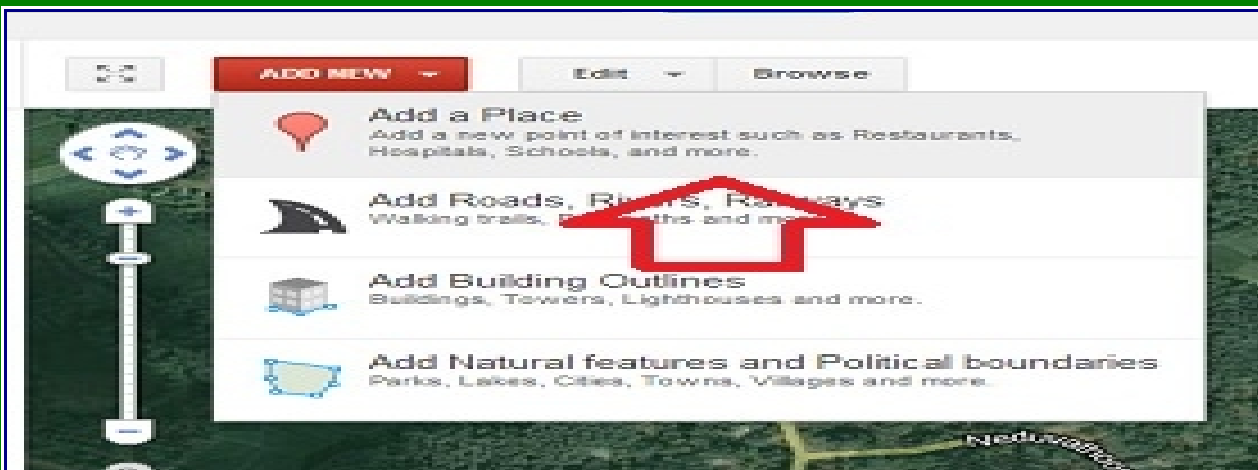 ADD NEW
Edit
Browse
Add a Place
Add a new point of interest such as Restaurants,
Hospitals, Schools, and more.
Add Roads, Rivers, Railways
Walking trails, and
Add Building Outlines
Buildings, Towers, Lighthouses and more.
Add Natural features and Political boundaries
Parks, Lakes, Cities, Towns, Villages and more.